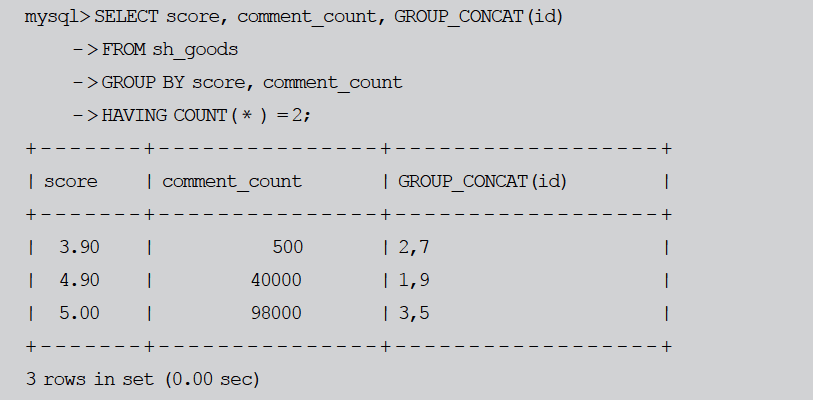 mysql> SELECT score, comment_count, GROUP_CONCAT(id)
->FROM sh_goods
->GROUP BY score, comment_count
->HAVING COUNT(*) =2;
+-------+---------------+------------------+
| score | comment_count | GROUP_CONCAT(id) |
+-------+---------------+------------------+
| 3.90 | 500 | 2,7 |
| 4.90 | 40000 | 1,9 |
| 5.00 | 98000 | 3,5 |
+-------+---------------+------------------+
3 rows in set (0.00 sec)